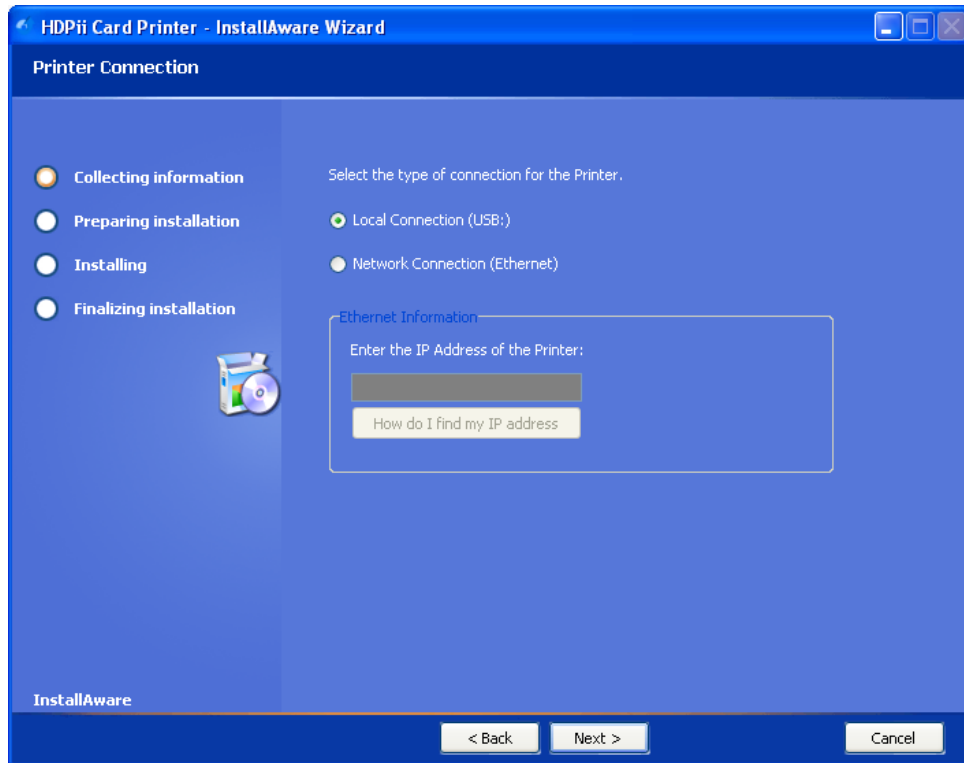 HDPii Card Printer - InstallAware Wizard
Printer Connection
Collecting information
Preparing installation
Installing
Finalizing installation
Select the type of connection for the Printer.
Local Connection (USB:)
Network Connection (Ethernet)
Ethernet Information
Enter the IP Address of the Printer:
How do I find my IP address
InstallAware
< Back
Next >
Cancel